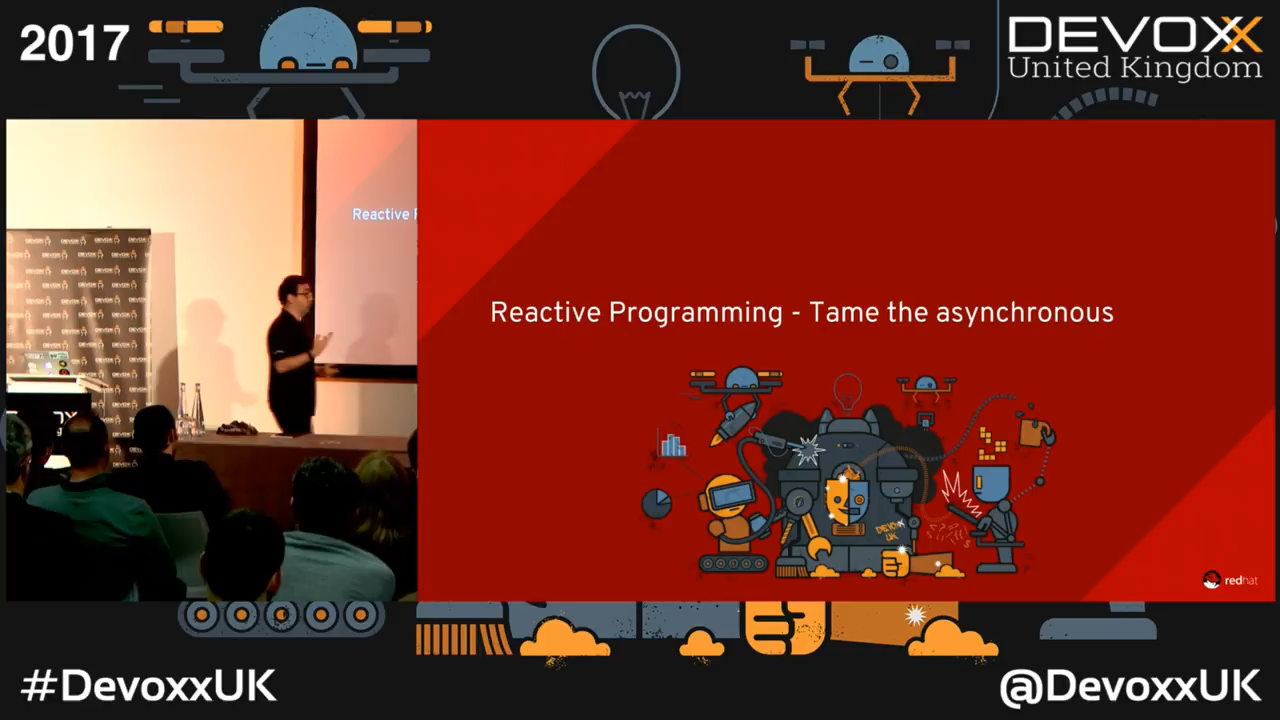 2017
DEVOXX
United Kingdom
Reactive
Reactive Programming - Tame the asynchronous
DEVOXX
UK
redhat
#DevoxxUK
@DevoxxUK